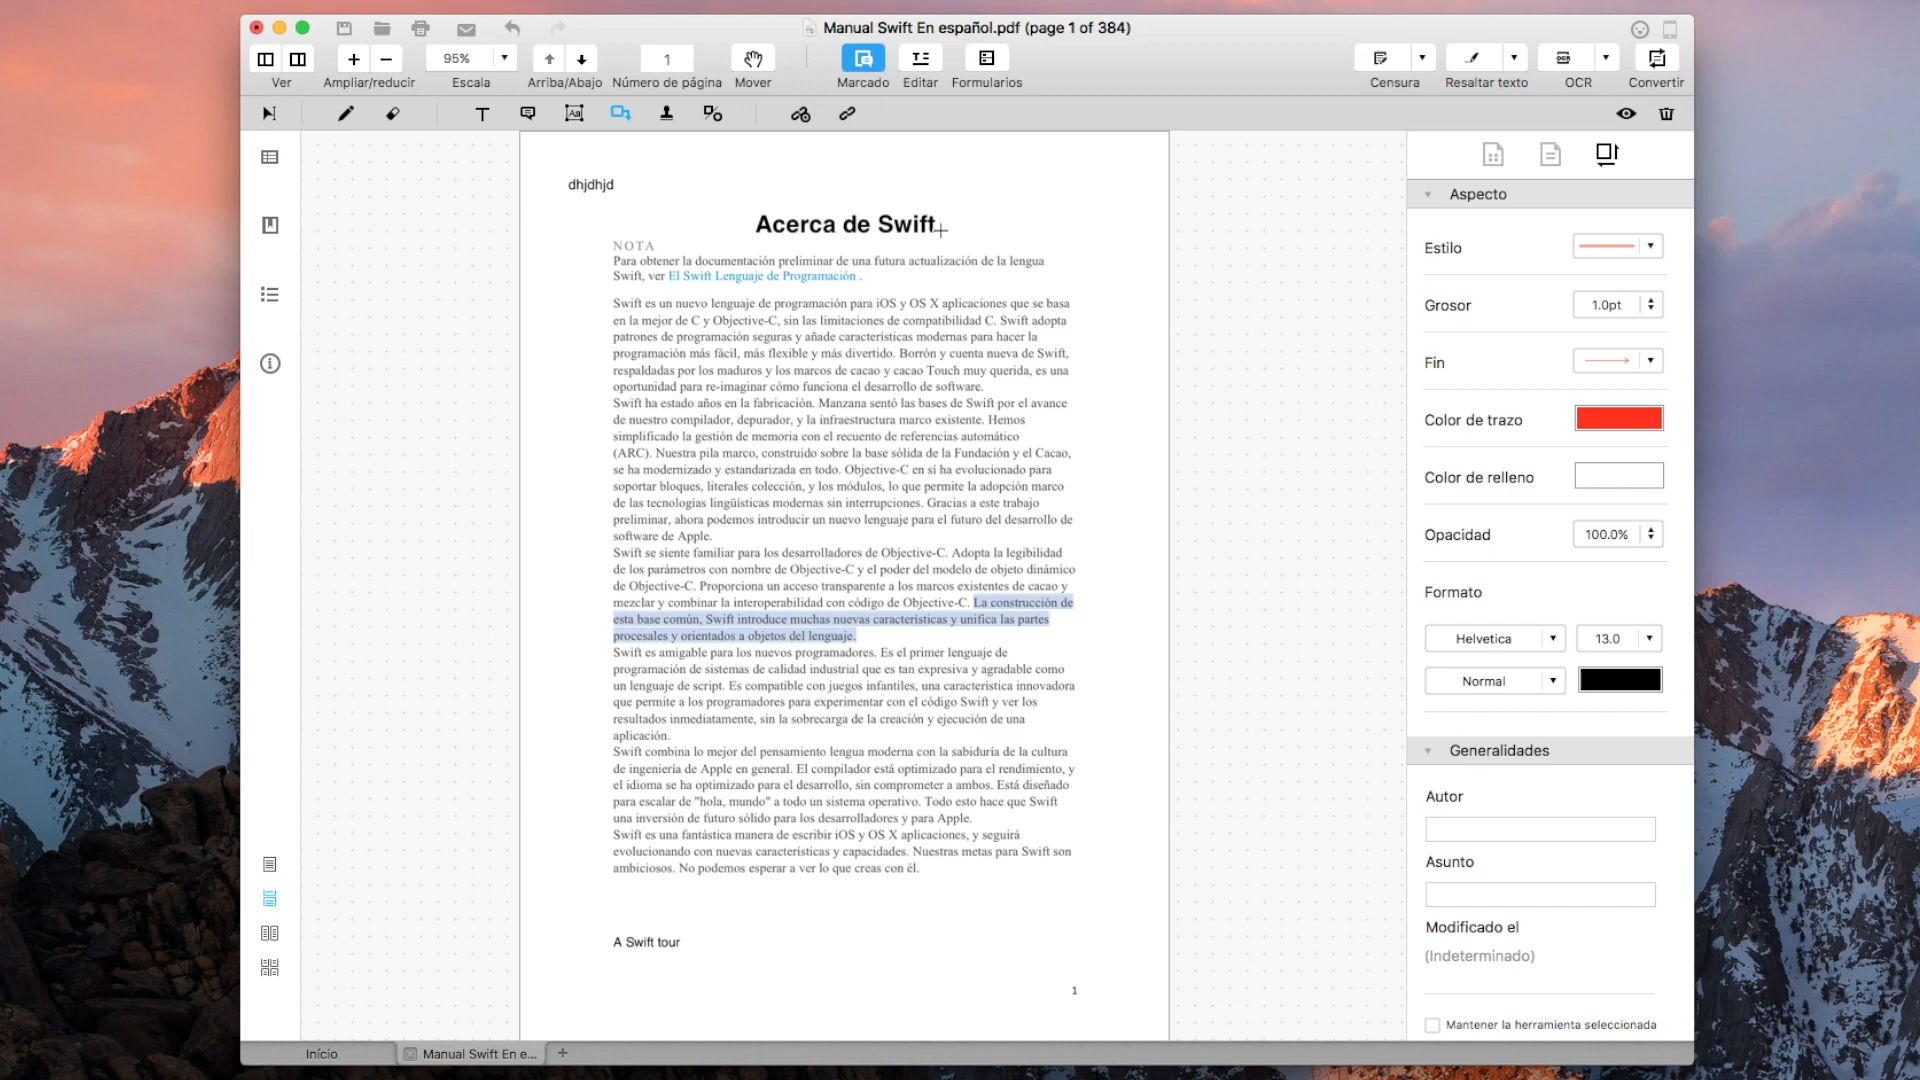 Manual Swift En español.pdf (page 1 of 384)
95%
1
Ver
Ampliar/reducir
Escala
Arriba/Abajo
Número de página
Mover
Marcado
Editar
Formularios
Censura
Resaltar texto
OCR
OCR
Convertir
T
Aa
dhjdhjd
Acerca de Swift
NOTA
Para obtener la documentación preliminar de una futura actualización de la lengua
Swift, ver El Swift Lenguaje de Programación .
Swift es un nuevo lenguaje de programación para iOS y OS X aplicaciones que se basa
en la mejor de C y Objective-C, sin las limitaciones de compatibilidad C. Swift adopta
patrones de programación seguras y añade características modernas para hacer la
programación más fácil, más flexible y más divertido. Borrón y cuenta nueva de Swift,
respaldadas por los maduros y los marcos de cacao y cacao Touch muy querida, es una
oportunidad para re-imaginar cómo funciona el desarrollo de software.
Swift ha estado años en la fabricación. Manzana sentó las bases de Swift por el avance
de nuestro compilador, depurador, y la infraestructura marco existente. Hemos
simplificado la gestión de memoria con el recuento de referencias automático
(ARC). Nuestra pila marco, construido sobre la base sólida de la Fundación y el Cacao,
se ha modernizado y estandarizada en todo. Objective-C en sí ha evolucionado para
soportar bloques, literales colección, y los módulos, lo que permite la adopción marco
de las tecnologías lingüísticas modernas sin interrupciones. Gracias a este trabajo
preliminar, ahora podemos introducir un nuevo lenguaje para el futuro del desarrollo de
software de Apple.
Swift se siente familiar para los desarrolladores de Objective-C. Adopta la legibilidad
de los parámetros con nombre de Objective-C y el poder del modelo de objeto dinámico
de Objective-C. Proporciona un acceso transparente a los marcos existentes de cacao y
mezclar y combinar la interoperabilidad con código de Objective-C. La construcción de
esta base común, Swift introduce muchas nuevas características y unifica las partes
procesales y orientados a objetos del lenguaje.
Swift es amigable para los nuevos programadores. Es el primer lenguaje de
programación de sistemas de calidad industrial que es tan expresiva y agradable como
un lenguaje de script. Es compatible con juegos infantiles, una característica innovadora
que permite a los programadores para experimentar con el código Swift y ver los
resultados inmediatamente, sin la sobrecarga de la creación y ejecución de una
aplicación.
Swift combina lo mejor del pensamiento lengua moderna con la sabiduría de la cultura
de ingeniería de Apple en general. El compilador está optimizado para el rendimiento, y
el idioma se ha optimizado para el desarrollo, sin comprometer a ambos. Está diseñado
para escalar de "hola, mundo" a todo un sistema operativo. Todo esto hace que Swift
una inversión de futuro sólido para los desarrolladores y para Apple.
Swift es una fantástica manera de escribir iOS y OS X aplicaciones, y seguirá
evolucionando con nuevas características y capacidades. Nuestras metas para Swift son
ambiciosos. No podemos esperar a ver lo que creas con él.
A Swift tour
1
Aspecto
Estilo
Grosor
1.0pt
Fin
Color de trazo
Color de relleno
Opacidad
100.0%
Formato
Helvetica
13.0
Normal
Generalidades
Autor
Asunto
Modificado el
(Indeterminado)
Mantener la herramienta seleccionada
Início
Manual Swift En e...